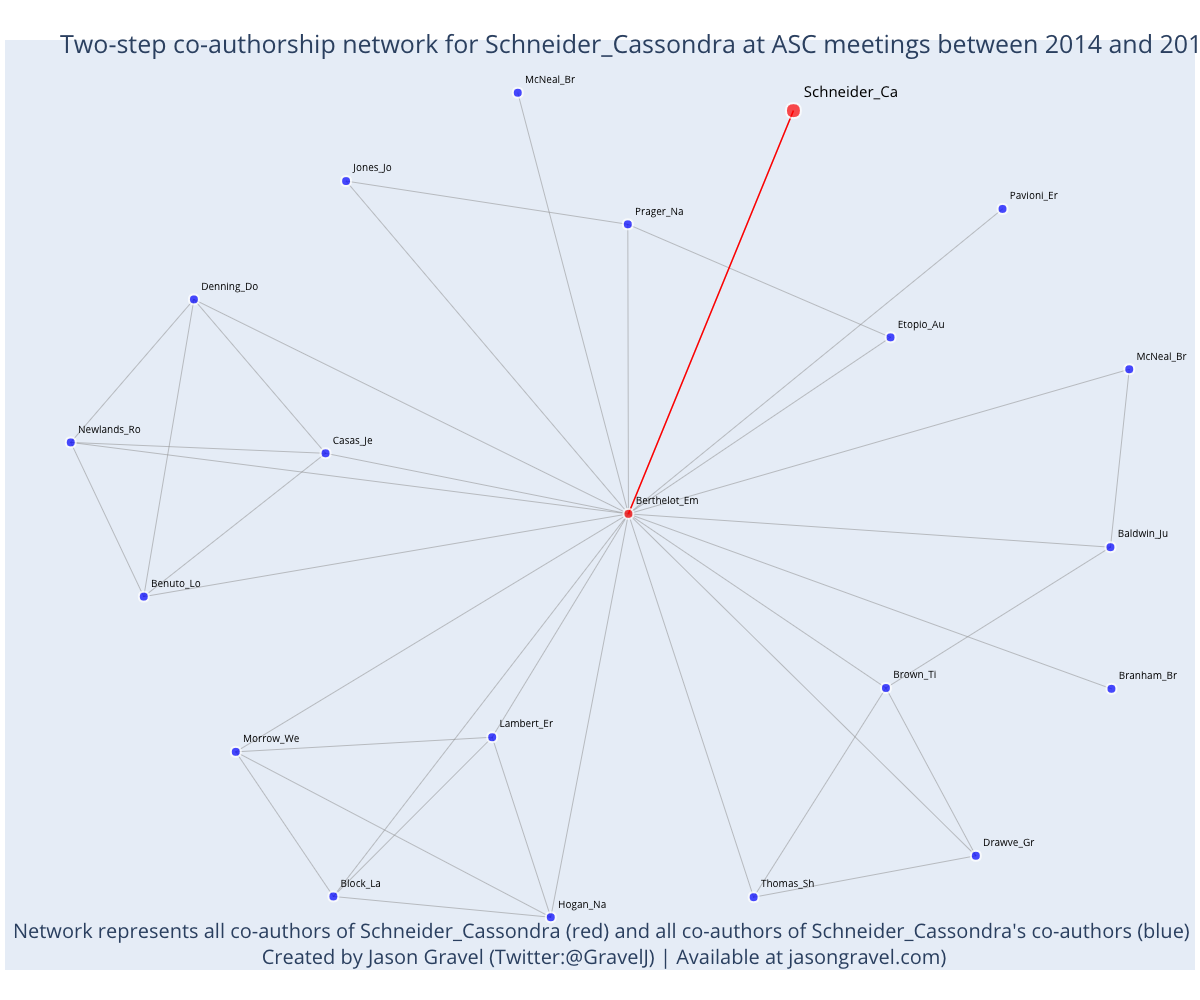 Two-step co-authorship network for Schneider_Cassondra at ASC meetings between 2014 and 201
McNeal_Br
Schneider_Ca
Jones_Jo
Pavioni_Er
Prager_Na
Denning_Do
Etopio_Au
McNeal_Br
Newlands_Ro
Casas_Je
Berthelot_Em
Baldwin_Ju
Benuto_Lo
Brown_Ti
Branham_Br
Lambert_Er
Morrow_We
Drawve_Gr
Block_La
Thomas_Sh
Hogan_Na
Network represents all co-authors of Schneider_Cassondra (red) and all co-authors of Schneider_Cassondra's co-authors (blue)
Created by Jason Gravel (Twitter:@GravelJ) | Available at jasongravel.com)